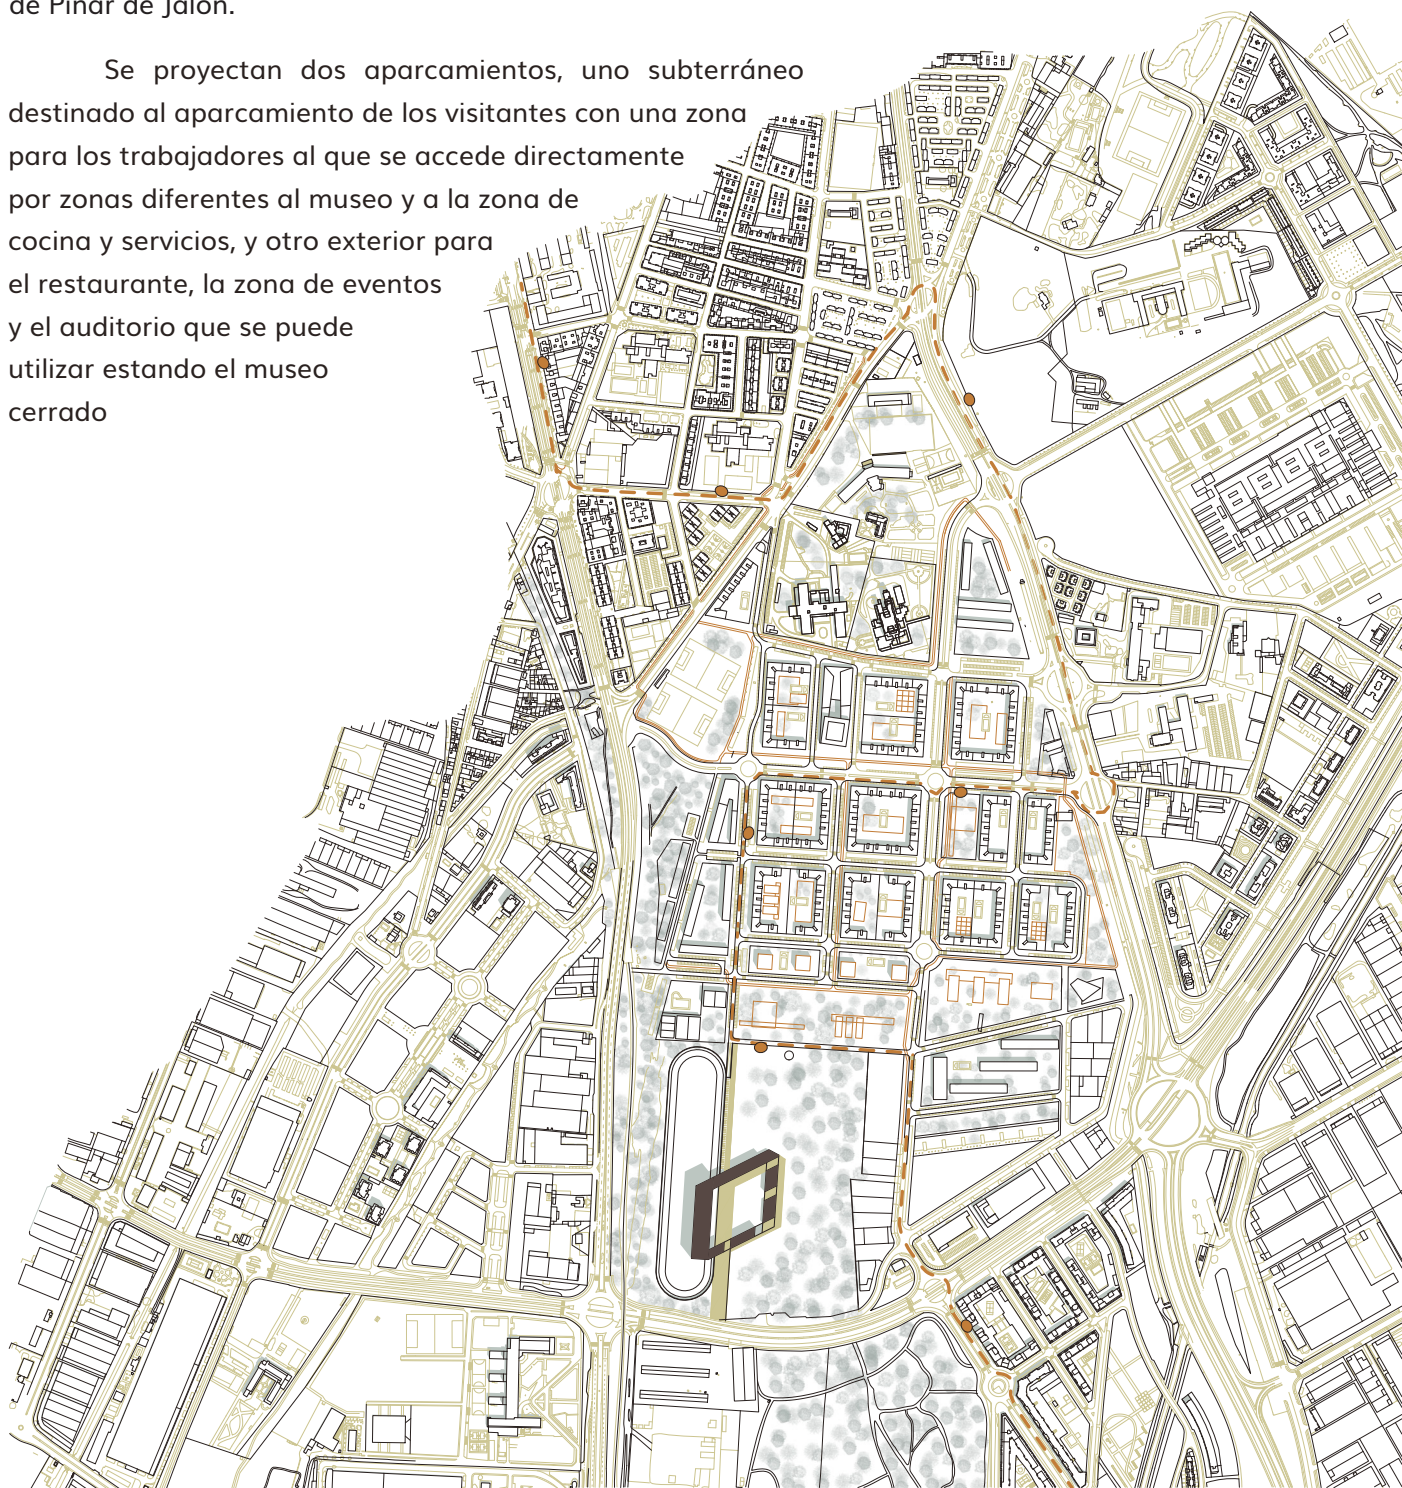 de Pinar de Jalón.
Se proyectan dos aparcamientos, uno subterráneo
destinado al aparcamiento de los visitantes con una zona
para los trabajadores al que se accede directamente
por zonas diferentes al museo y a la zona de
cocina y servicios, y otro exterior para
el restaurante, la zona de eventos
y el auditorio que se puede
utilizar estando el museo
cerrado